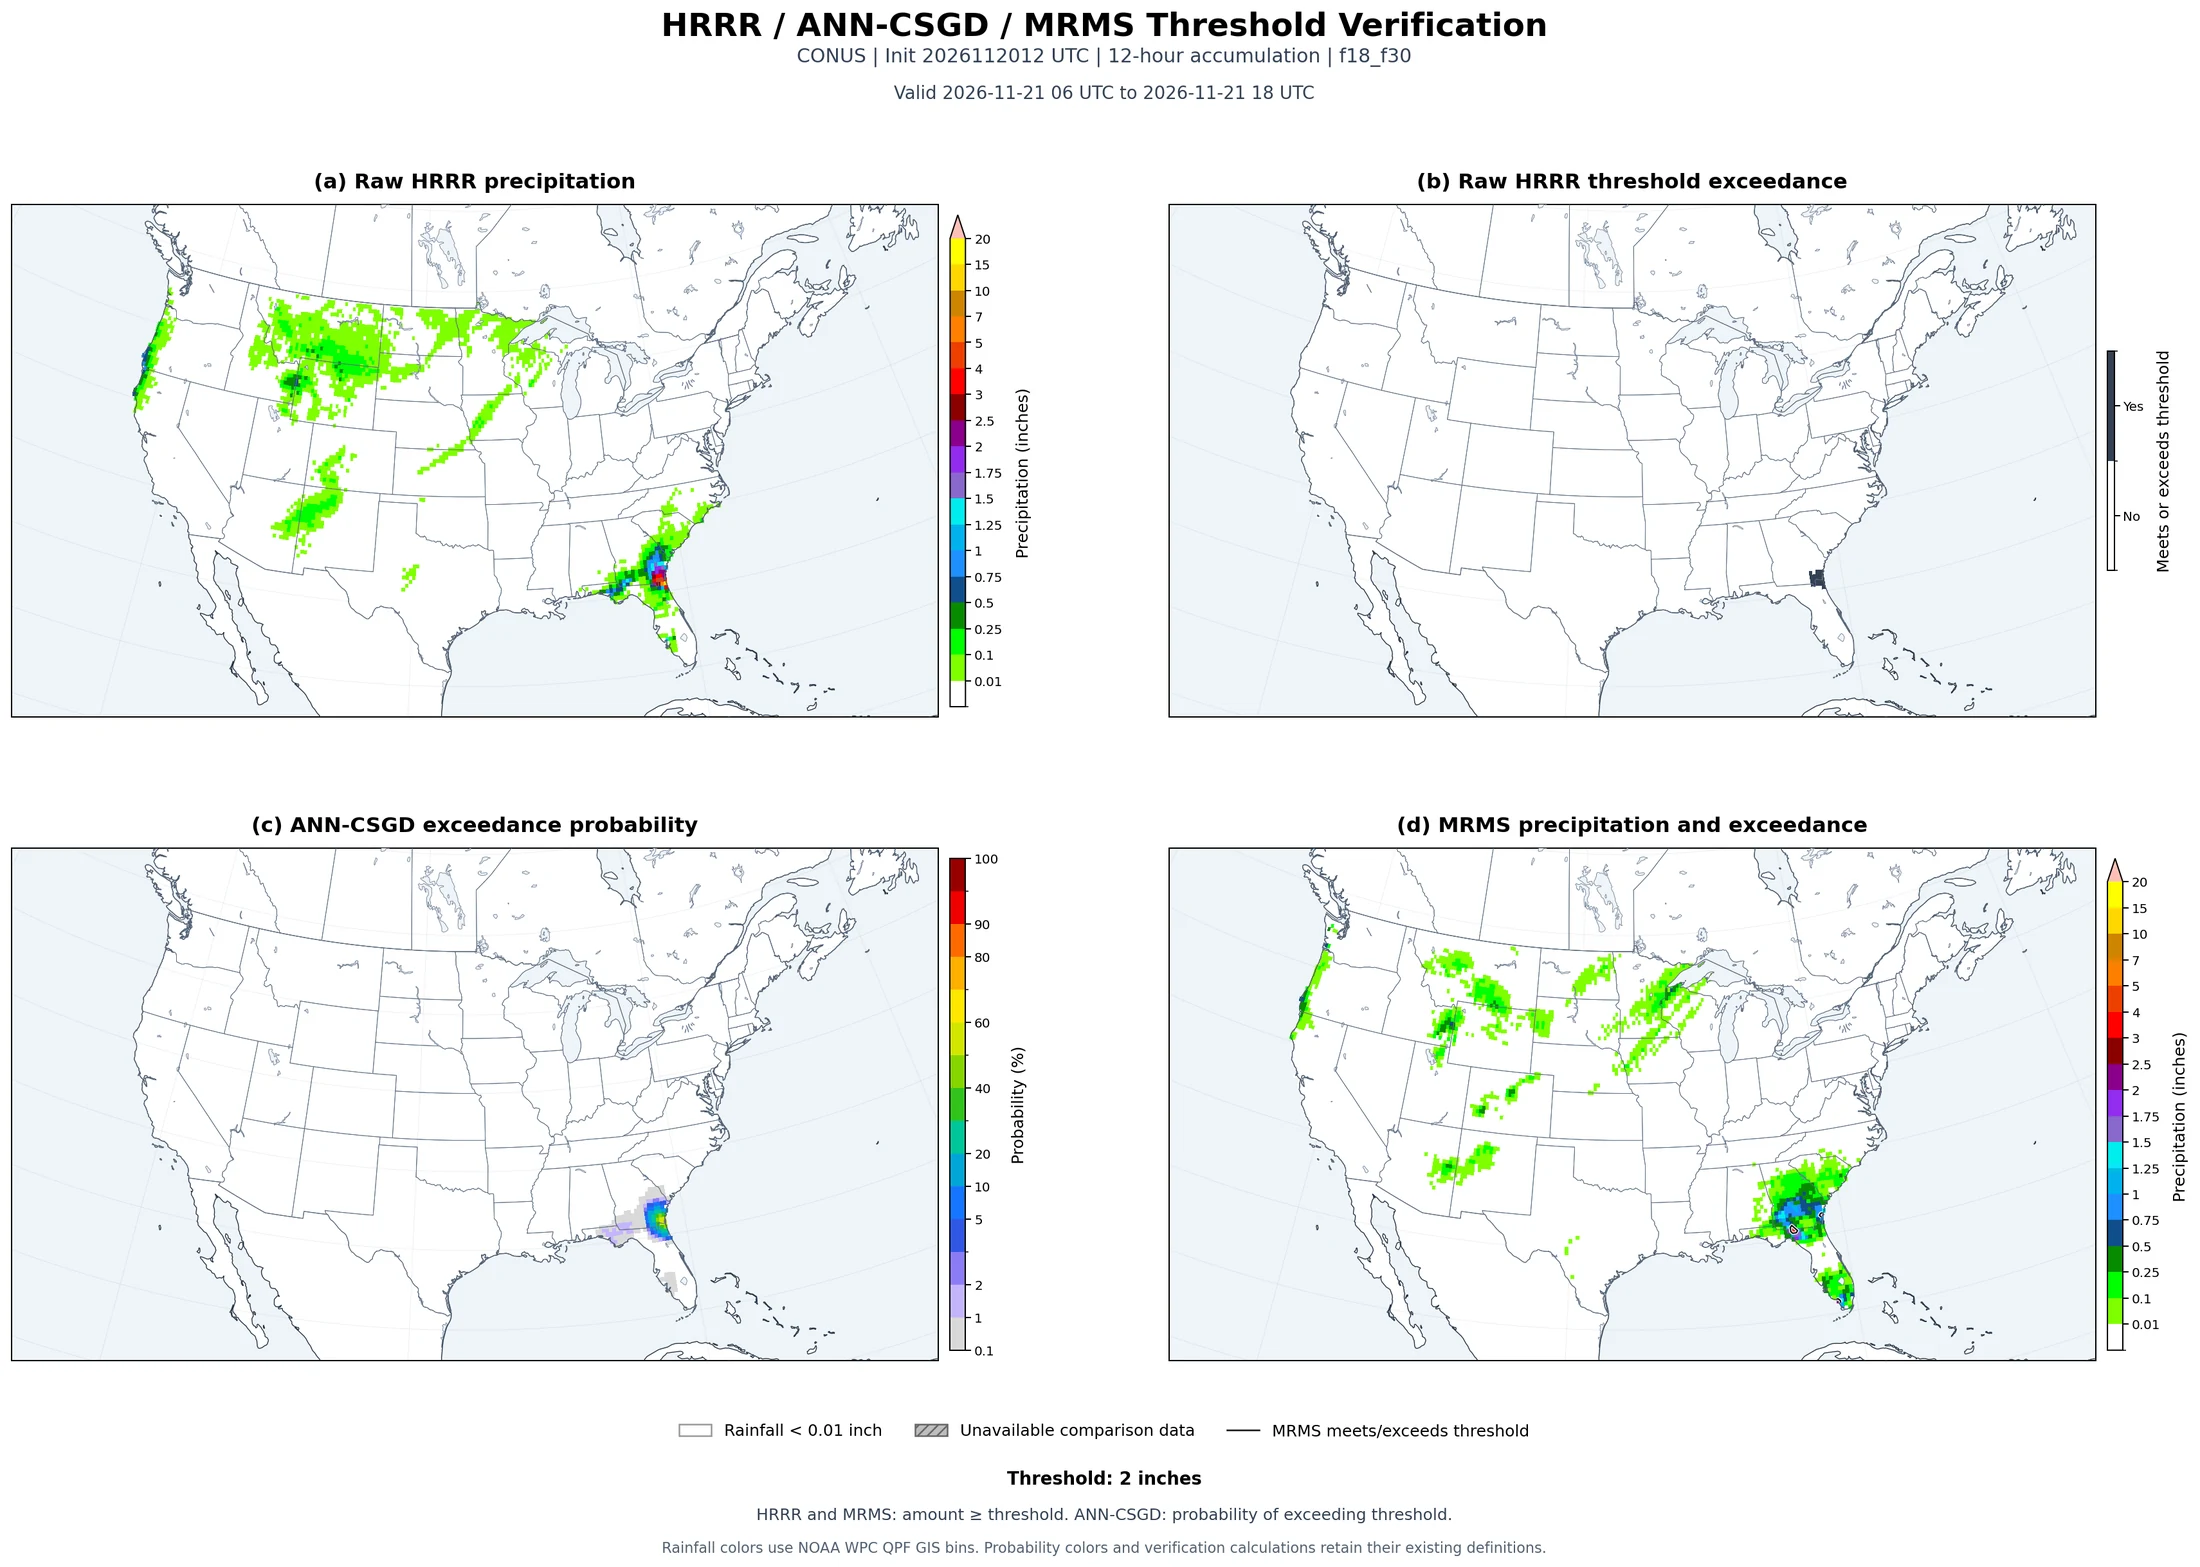 HRRR / ANN-CSGD / MRMS Threshold Verification
CONUS | Init 2026112012 UTC | 12-hour accumulation | f18_f30
Valid 2026-11-21 06 UTC to 2026-11-21 18 UTC
(a) Raw HRRR precipitation
20
15
10
7
5
4
3
2.5
2
1.75
1.5
1.25
1
0.75
0.5
0.25
0.1
0.01
Precipitation (inches)
(b) Raw HRRR threshold exceedance
Yes
No
Meets or exceeds threshold
(c) ANN-CSGD exceedance probability
100
90
80
60
40
20
10
5
2
1
0.1
Probability (%)
(d) MRMS precipitation and exceedance
20
15
10
7
5
4
3
2.5
2
1.75
1.5
1.25
1
0.75
0.5
0.25
0.1
0.01
Precipitation (inches)
Rainfall < 0.01 inch
Unavailable comparison data
MRMS meets/exceeds threshold
Threshold: 2 inches
HRRR and MRMS: amount ≥ threshold. ANN-CSGD: probability of exceeding threshold.
Rainfall colors use NOAA WPC QPF GIS bins. Probability colors and verification calculations retain their existing definitions.